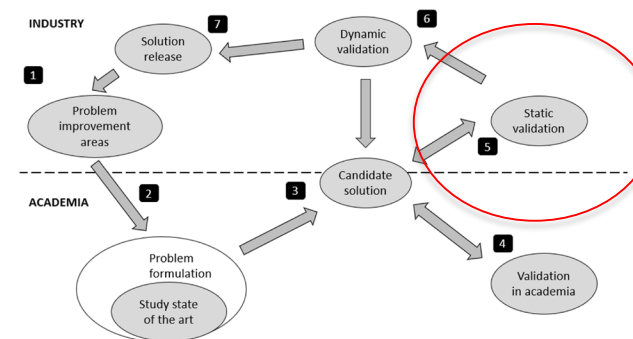 INDUSTRY
7
6
Solution
release
Dynamic
validation
1
Problem
improvement
areas
Static
validation
5
2
3
Candidate
solution
ACADEMIA
4
Problem
formulation
Study state
of the art
Validation
in academia